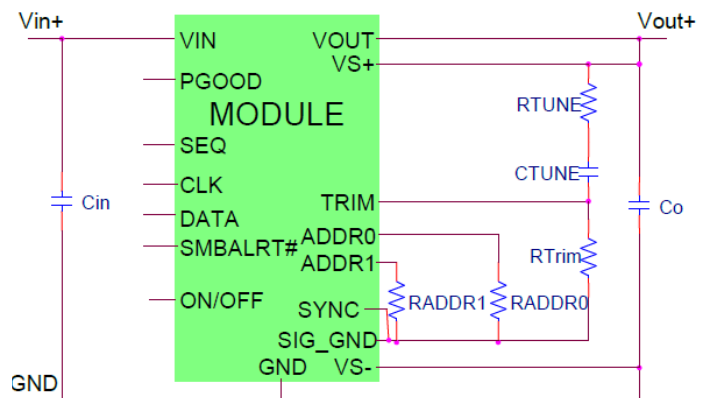 Vin+
Vout+
VIN
VOUT
VS+
PGOOD
RTUNE
MODULE
SEQ
CTUNE
CLK
Cin
TRIM
Co
DATA
ADDR0
SMBALRT#
ADDR1
RTrim
ON/OFF
SYNC
RADDR1
RADDR0
SIG_GND
GND
VS-
GND